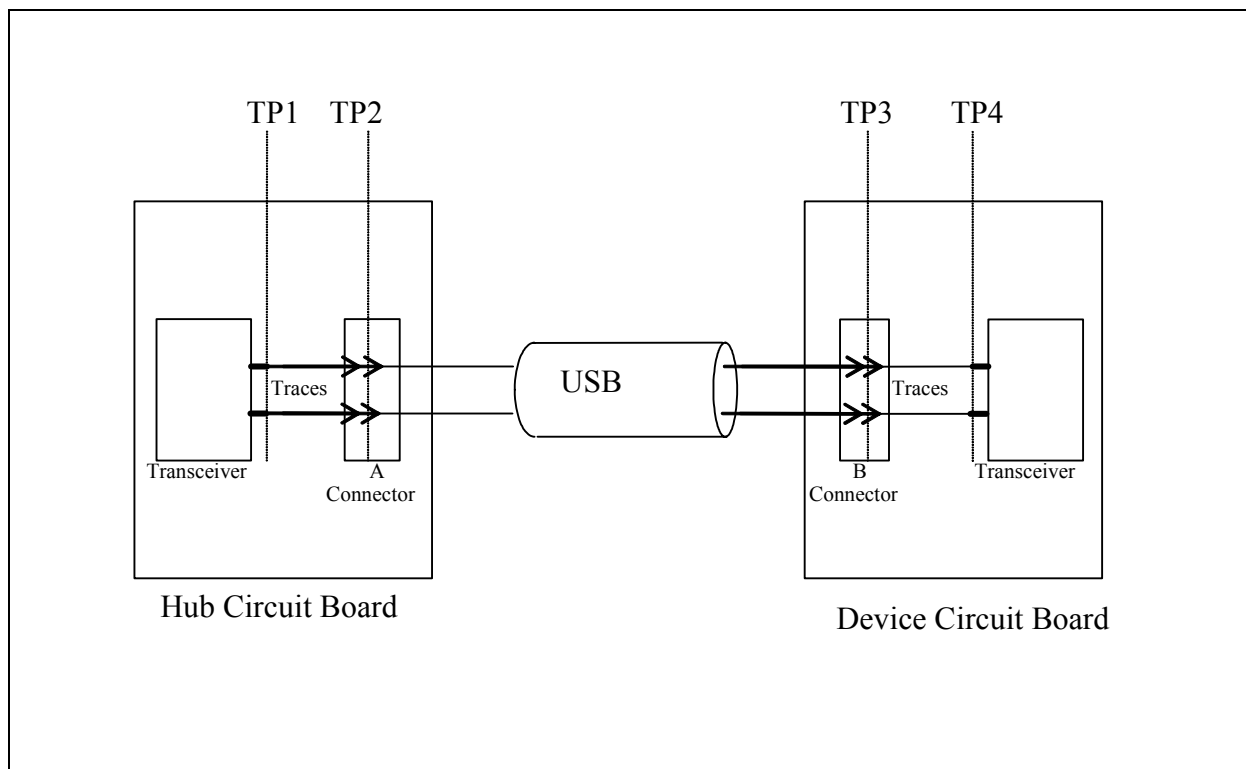 TP1 TP2 TP3 TP4
USB
Traces Traces
Transceiver A Connector B Connector Transceiver
Hub Circuit Board
Device Circuit Board